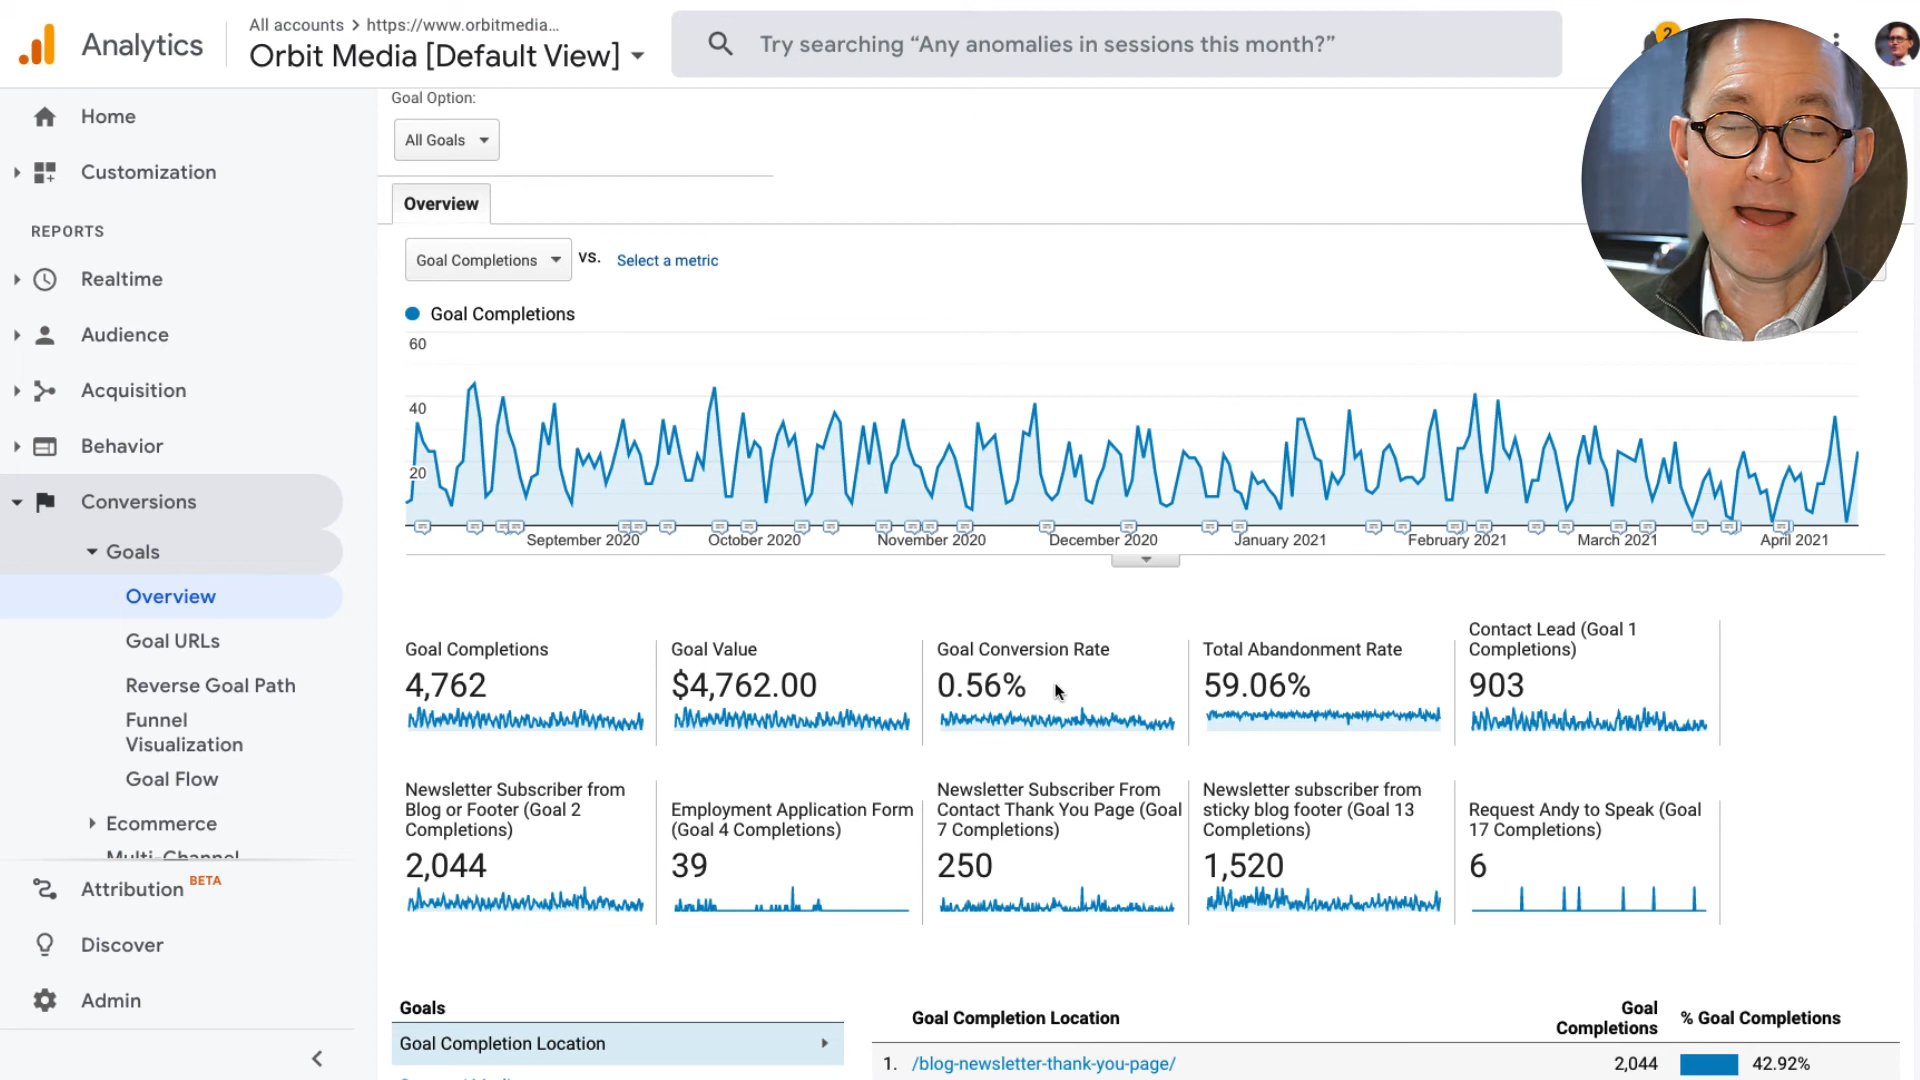 Analytics
All accounts > https://www.orbitmedia...
Orbit Media [Default View]
Try searching “Any anomalies in sessions this month?”
2
Home
Customization
REPORTS
Realtime
Audience
Acquisition
Behavior
Conversions
Goals
Overview
Goal URLs
Reverse Goal Path
Funnel
Visualization
Goal Flow
Ecommerce
Multi-Channel
Attribution BETA
Discover
Admin
Goal Option:
All Goals
Overview
Goal Completions
VS.
Select a metric
Goal Completions
60
40
20
September 2020
October 2020
November 2020
December 2020
January 2021
February 2021
March 2021
April 2021
Goal Completions
4,762
Goal Value
$4,762.00
Goal Conversion Rate
0.56%
Total Abandonment Rate
59.06%
Contact Lead (Goal 1
Completions)
903
Newsletter Subscriber from
Blog or Footer (Goal 2
Completions)
2,044
Employment Application Form
(Goal 4 Completions)
39
Newsletter Subscriber From
Contact Thank You Page (Goal
7 Completions)
250
Newsletter subscriber from
sticky blog footer (Goal 13
Completions)
1,520
Request Andy to Speak (Goal
17 Completions)
6
Goals
Goal Completion Location
Goal Completion Location
Goal
Completions
% Goal Completions
1.
/blog-newsletter-thank-you-page/
2,044
42.92%